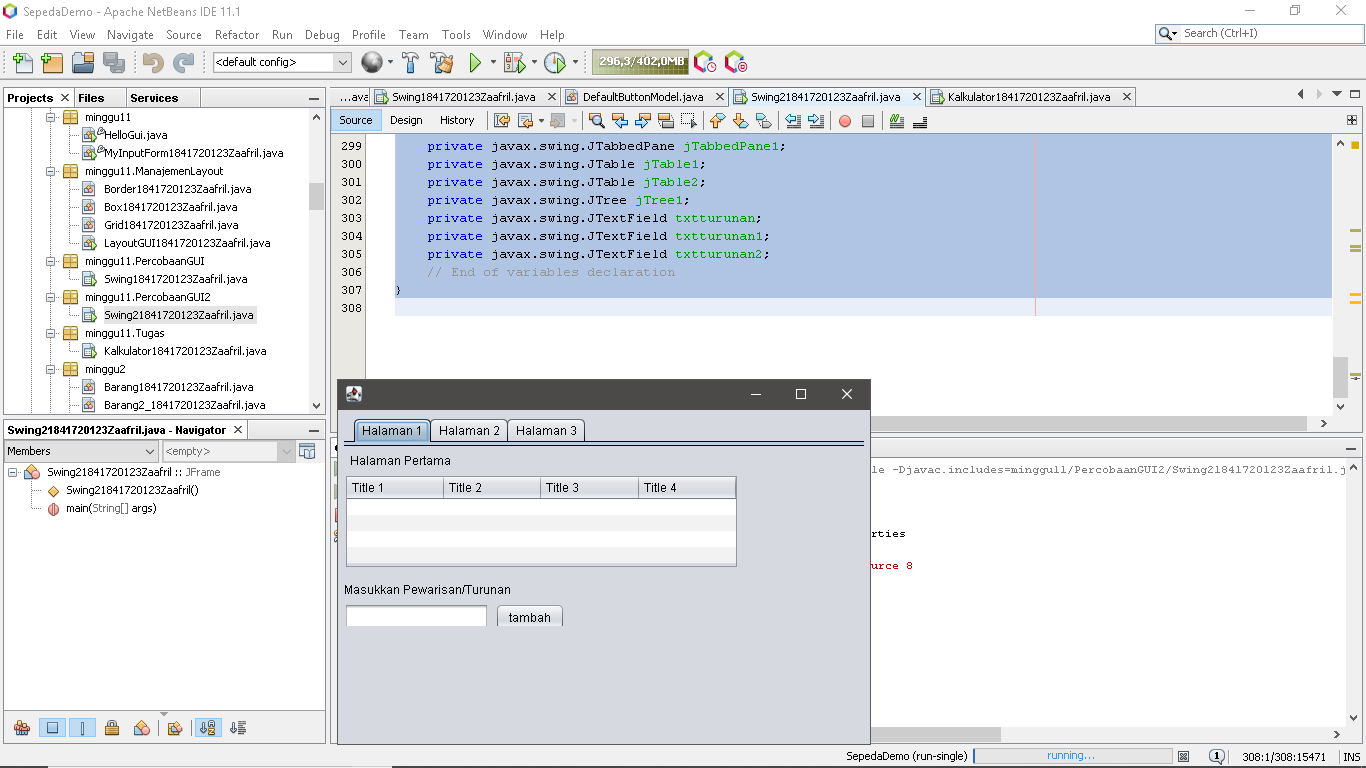 SepedaDemo - Apache NetBeans IDE 11.1
File Edit View Navigate Source Refactor Run Debug Profile Team Tools Window Help
Search (Ctrl+I)
<default config>
296,3/402,0MB
Projects Files Services
minggu11
HelloGui.java
MyInputForm1841720123Zaafril.java
minggu11.ManajemenLayout
Border1841720123Zaafril.java
Box1841720123Zaafril.java
Grid1841720123Zaafril.java
LayoutGUI1841720123Zaafril.java
minggu11.PercobaanGUI
Swing1841720123Zaafril.java
minggu11.PercobaanGUI2
Swing21841720123Zaafril.java
minggu11.Tugas
Kalkulator1841720123Zaafril.java
minggu2
Barang1841720123Zaafril.java
Barang2_1841720123Zaafril.java
Swing21841720123Zaafril.java - Navigator
Members
<empty>
Swing21841720123Zaafril :: JFrame
Swing21841720123Zaafril()
main(String[] args)
...ava Swing1841720123Zaafril.java DefaultButtonModel.java Swing21841720123Zaafril.java Kalkulator1841720123Zaafril.java
Source Design History
299 private javax.swing.JTabbedPane jTabbedPane1;
300 private javax.swing.JTable jTable1;
301 private javax.swing.JTable jTable2;
302 private javax.swing.JTree jTree1;
303 private javax.swing.JTextField txtturunan;
304 private javax.swing.JTextField txtturunan1;
305 private javax.swing.JTextField txtturunan2;
306 // End of variables declaration
307 }
308
Halaman 1 Halaman 2 Halaman 3
Halaman Pertama
Title 1 Title 2 Title 3 Title 4
Masukkan Pewarisan/Turunan
tambah
le -Djavac.includes=minggu11/PercobaanGUI2/Swing21841720123Zaafril.j
rties
urce 8
SepedaDemo (run-single) running... 1 308:1/308:15471 INS